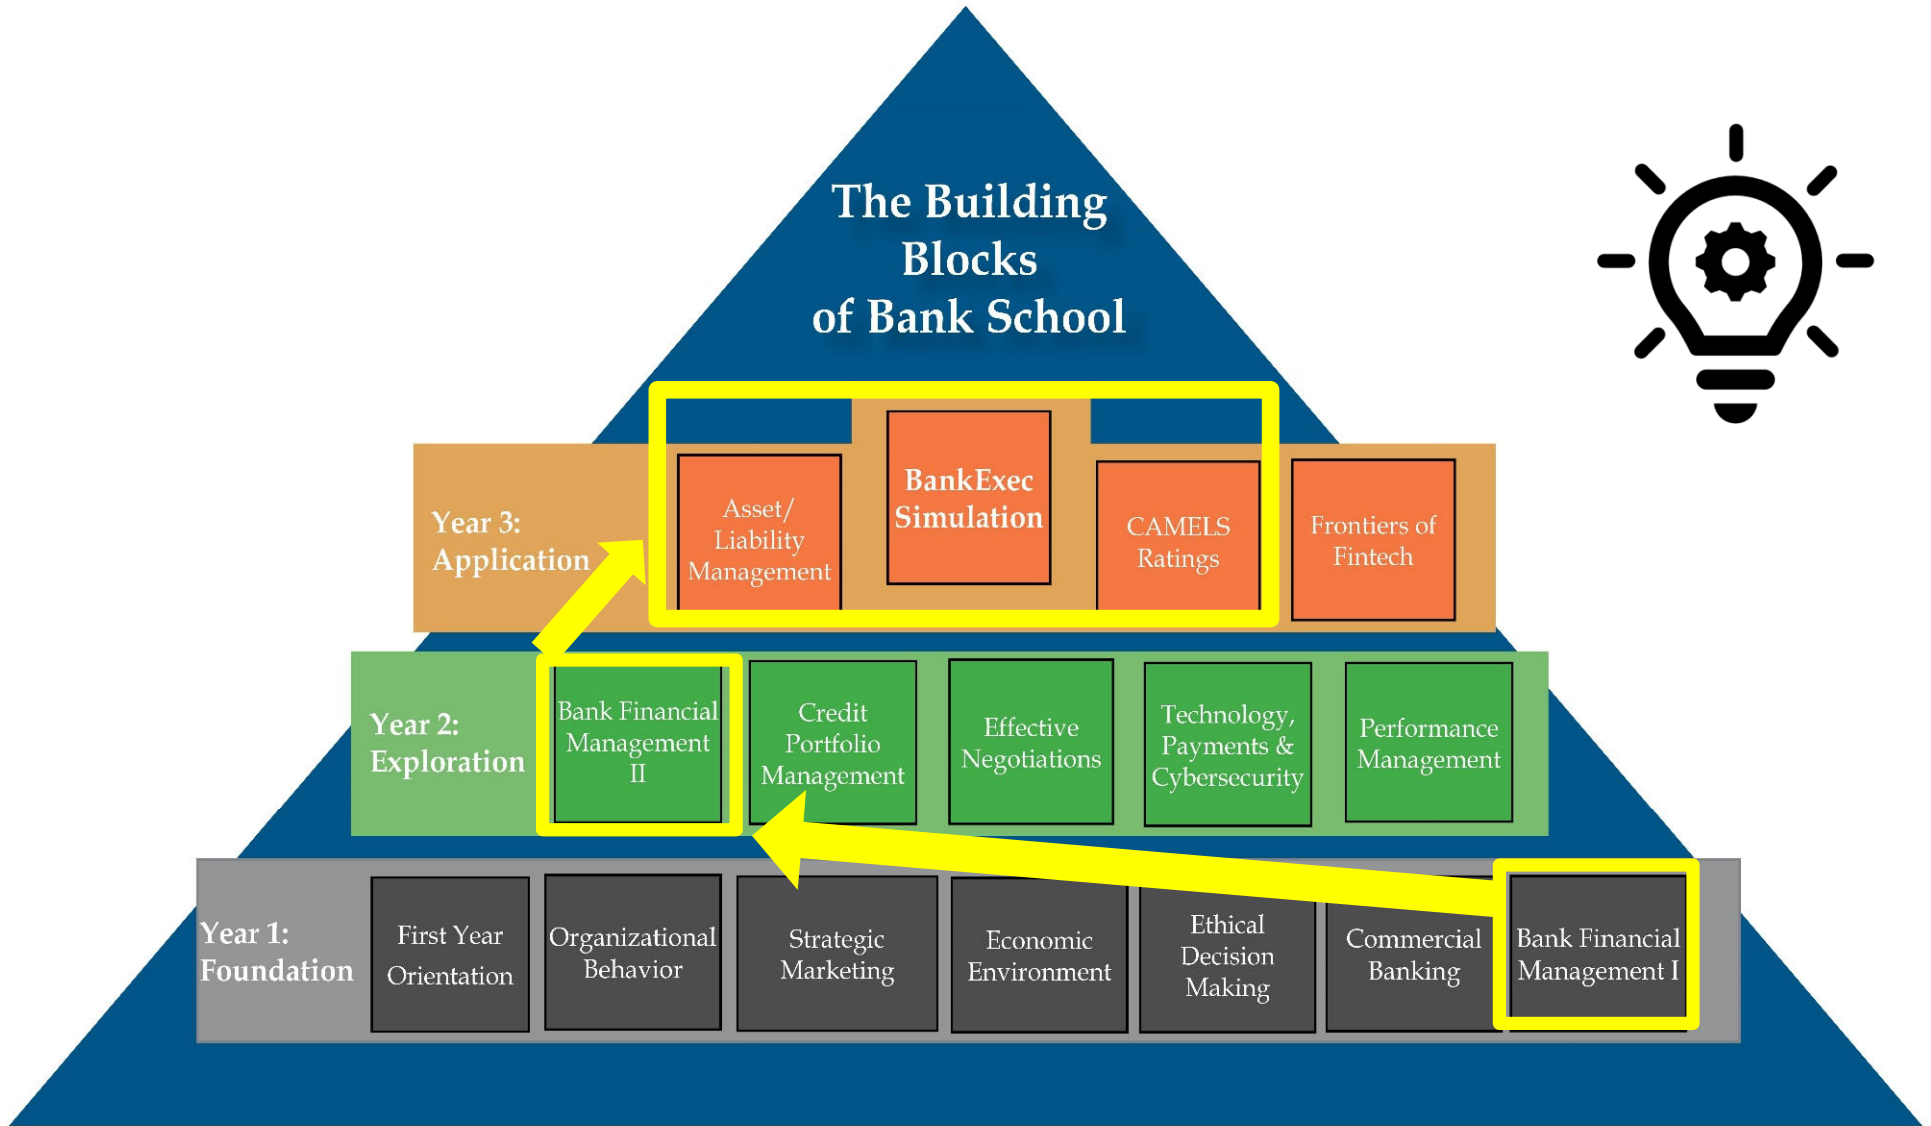 The Building
Blocks
of Bank School
Year 3:
Application
Asset/
Liability
Management
BankExec
Simulation
CAMELS
Ratings
Frontiers of
Fintech
Year 2:
Exploration
Bank Financial
Management
II
Credit
Portfolio
Management
Effective
Negotiations
Technology,
Payments &
Cybersecurity
Performance
Management
Year 1:
Foundation
First Year
Orientation
Organizational
Behavior
Strategic
Marketing
Economic
Environment
Ethical
Decision
Making
Commercial
Banking
Bank Financial
Management I